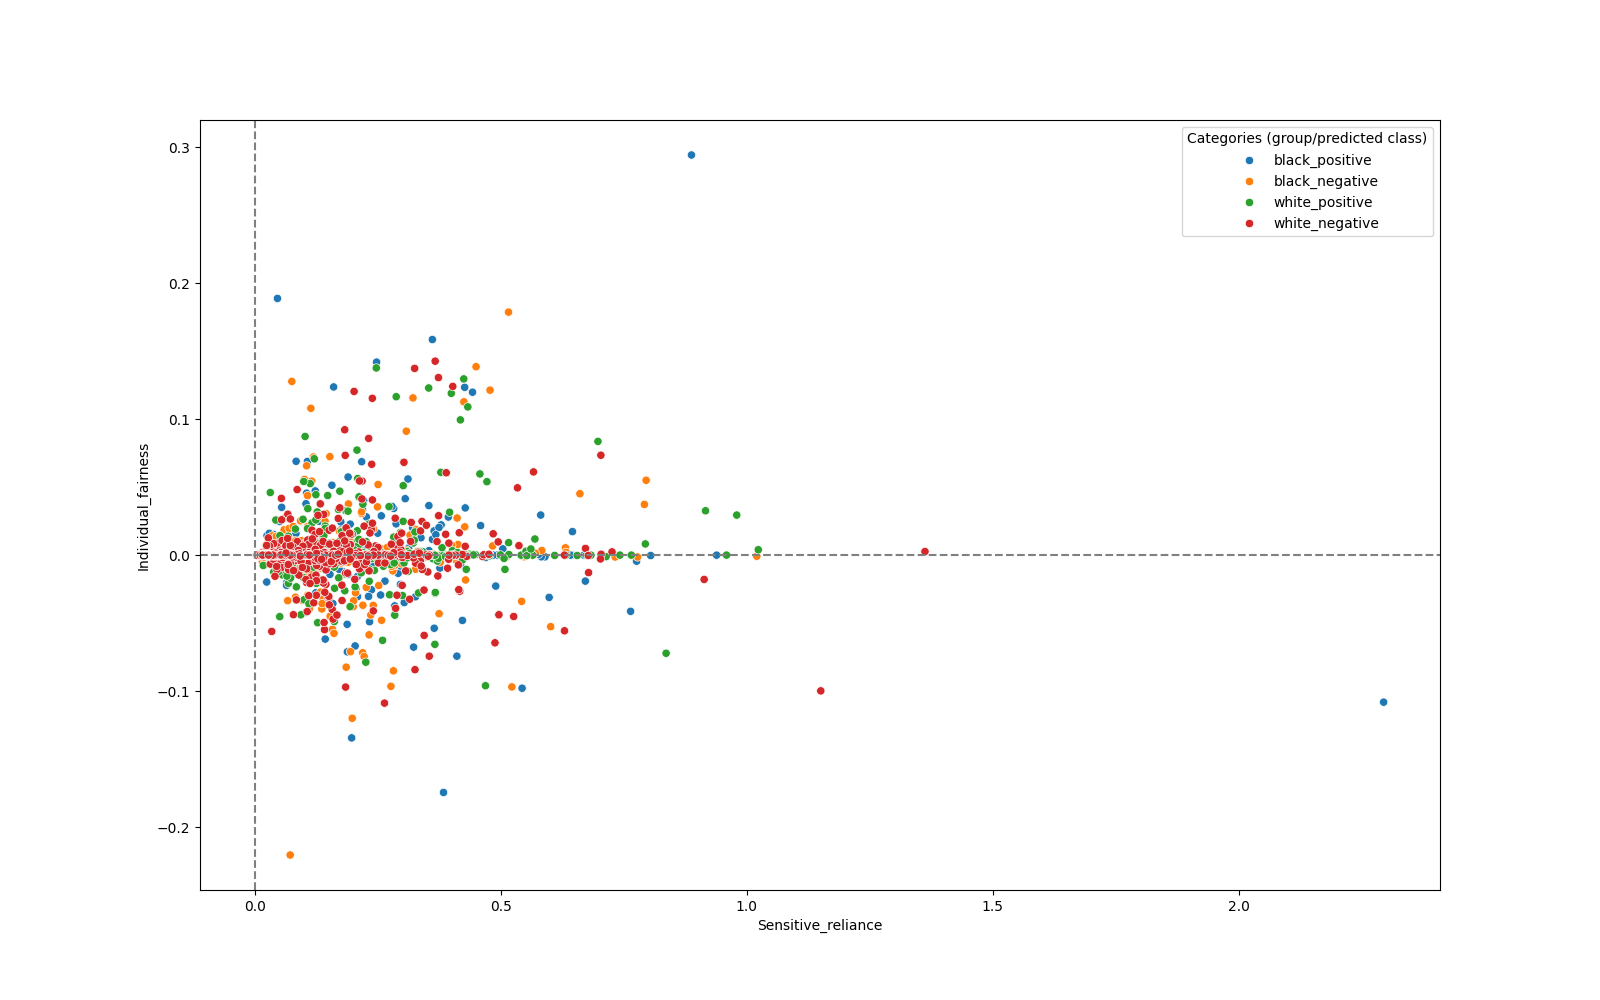 Categories (group/predicted class)
black_positive
black_negative
white_positive
white_negative
Individual_fairness
0.3
0.2
0.1
0.0
−0.1
−0.2
0.0 0.5 1.0 1.5 2.0
Sensitive_reliance